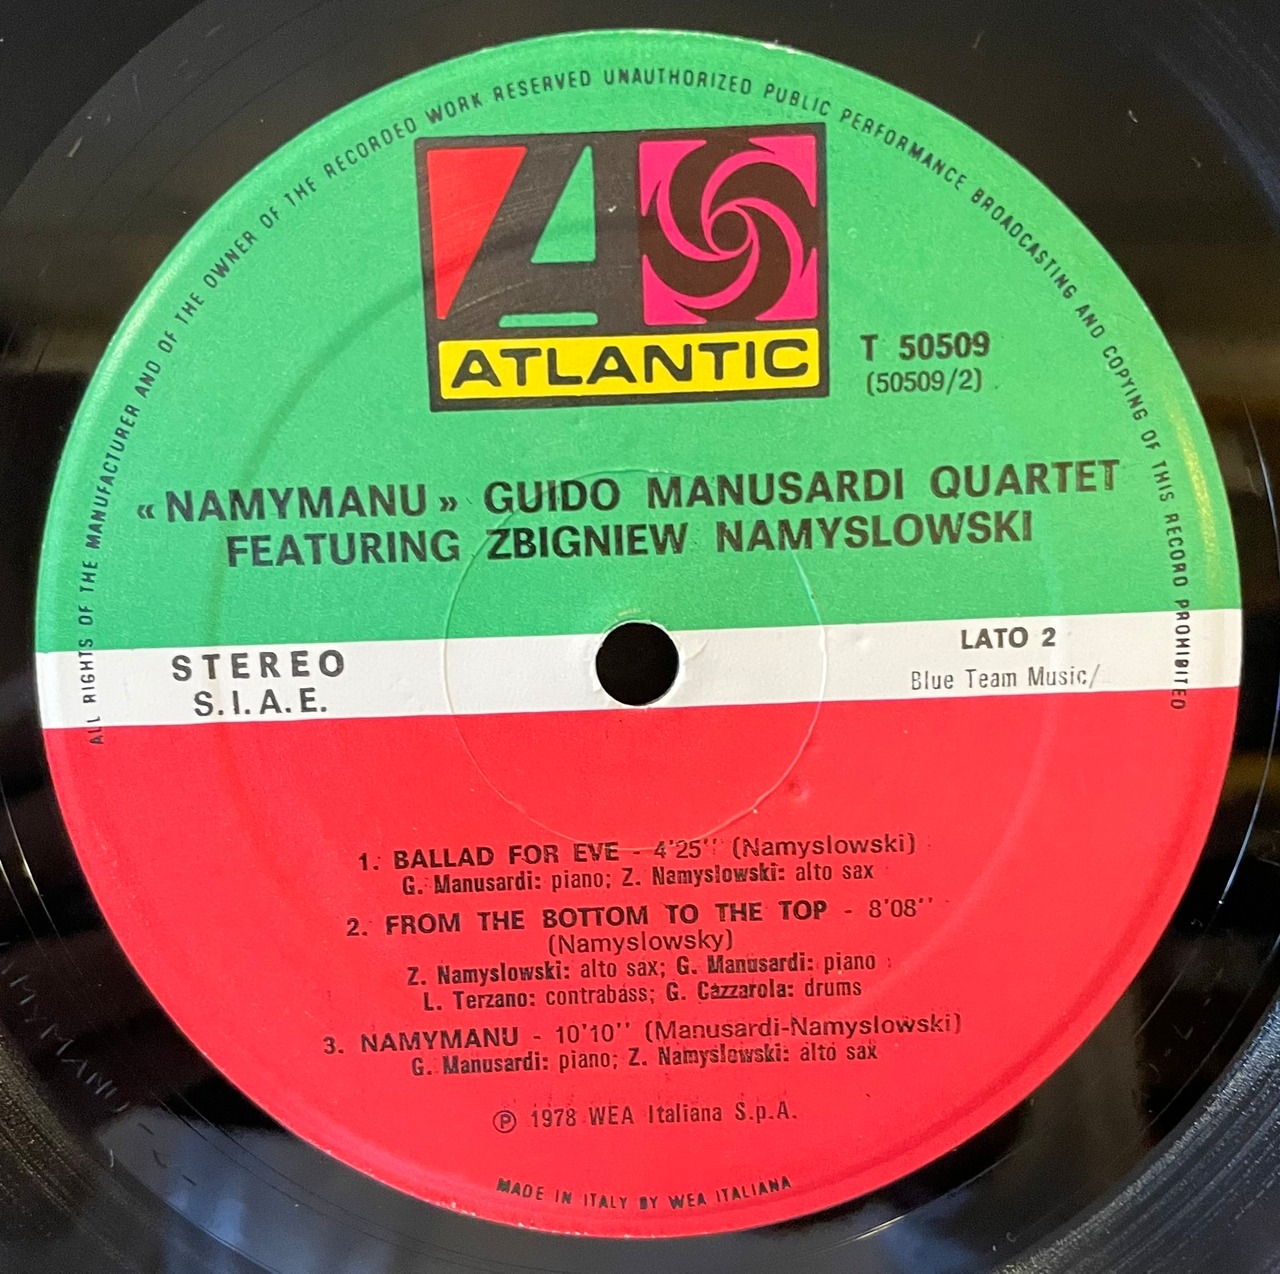 ALL RIGHTS OF THE MANUFACTURER AND OF THE OWNER OF THE RECORDED WORK RESERVED UNAUTHORIZED PUBLIC PERFORMANCE BROADCASTING AND COPYING OF THIS RECORD PROHIBITED
ATLANTIC
T 50509
(50509/2)
« NAMYMANU » GUIDO MANUSARDI QUARTET
FEATURING ZBIGNIEW NAMYSLOWSKI
STEREO
S.I.A.E.
LATO 2
Blue Team Music/
1. BALLAD FOR EVE - 4'25'' (Namyslowski)
G. Manusardi: piano; Z. Namyslowski: alto sax
2. FROM THE BOTTOM TO THE TOP - 8'08''
(Namyslowsky)
Z. Namyslowski: alto sax; G. Manusardi: piano
L. Terzano: contrabass; G. Cazzarola: drums
3. NAMYMANU - 10'10'' (Manusardi-Namyslowski)
G. Manusardi: piano; Z. Namyslowski: alto sax
℗ 1978 WEA Italiana S.p.A.
MADE IN ITALY BY WEA ITALIANA